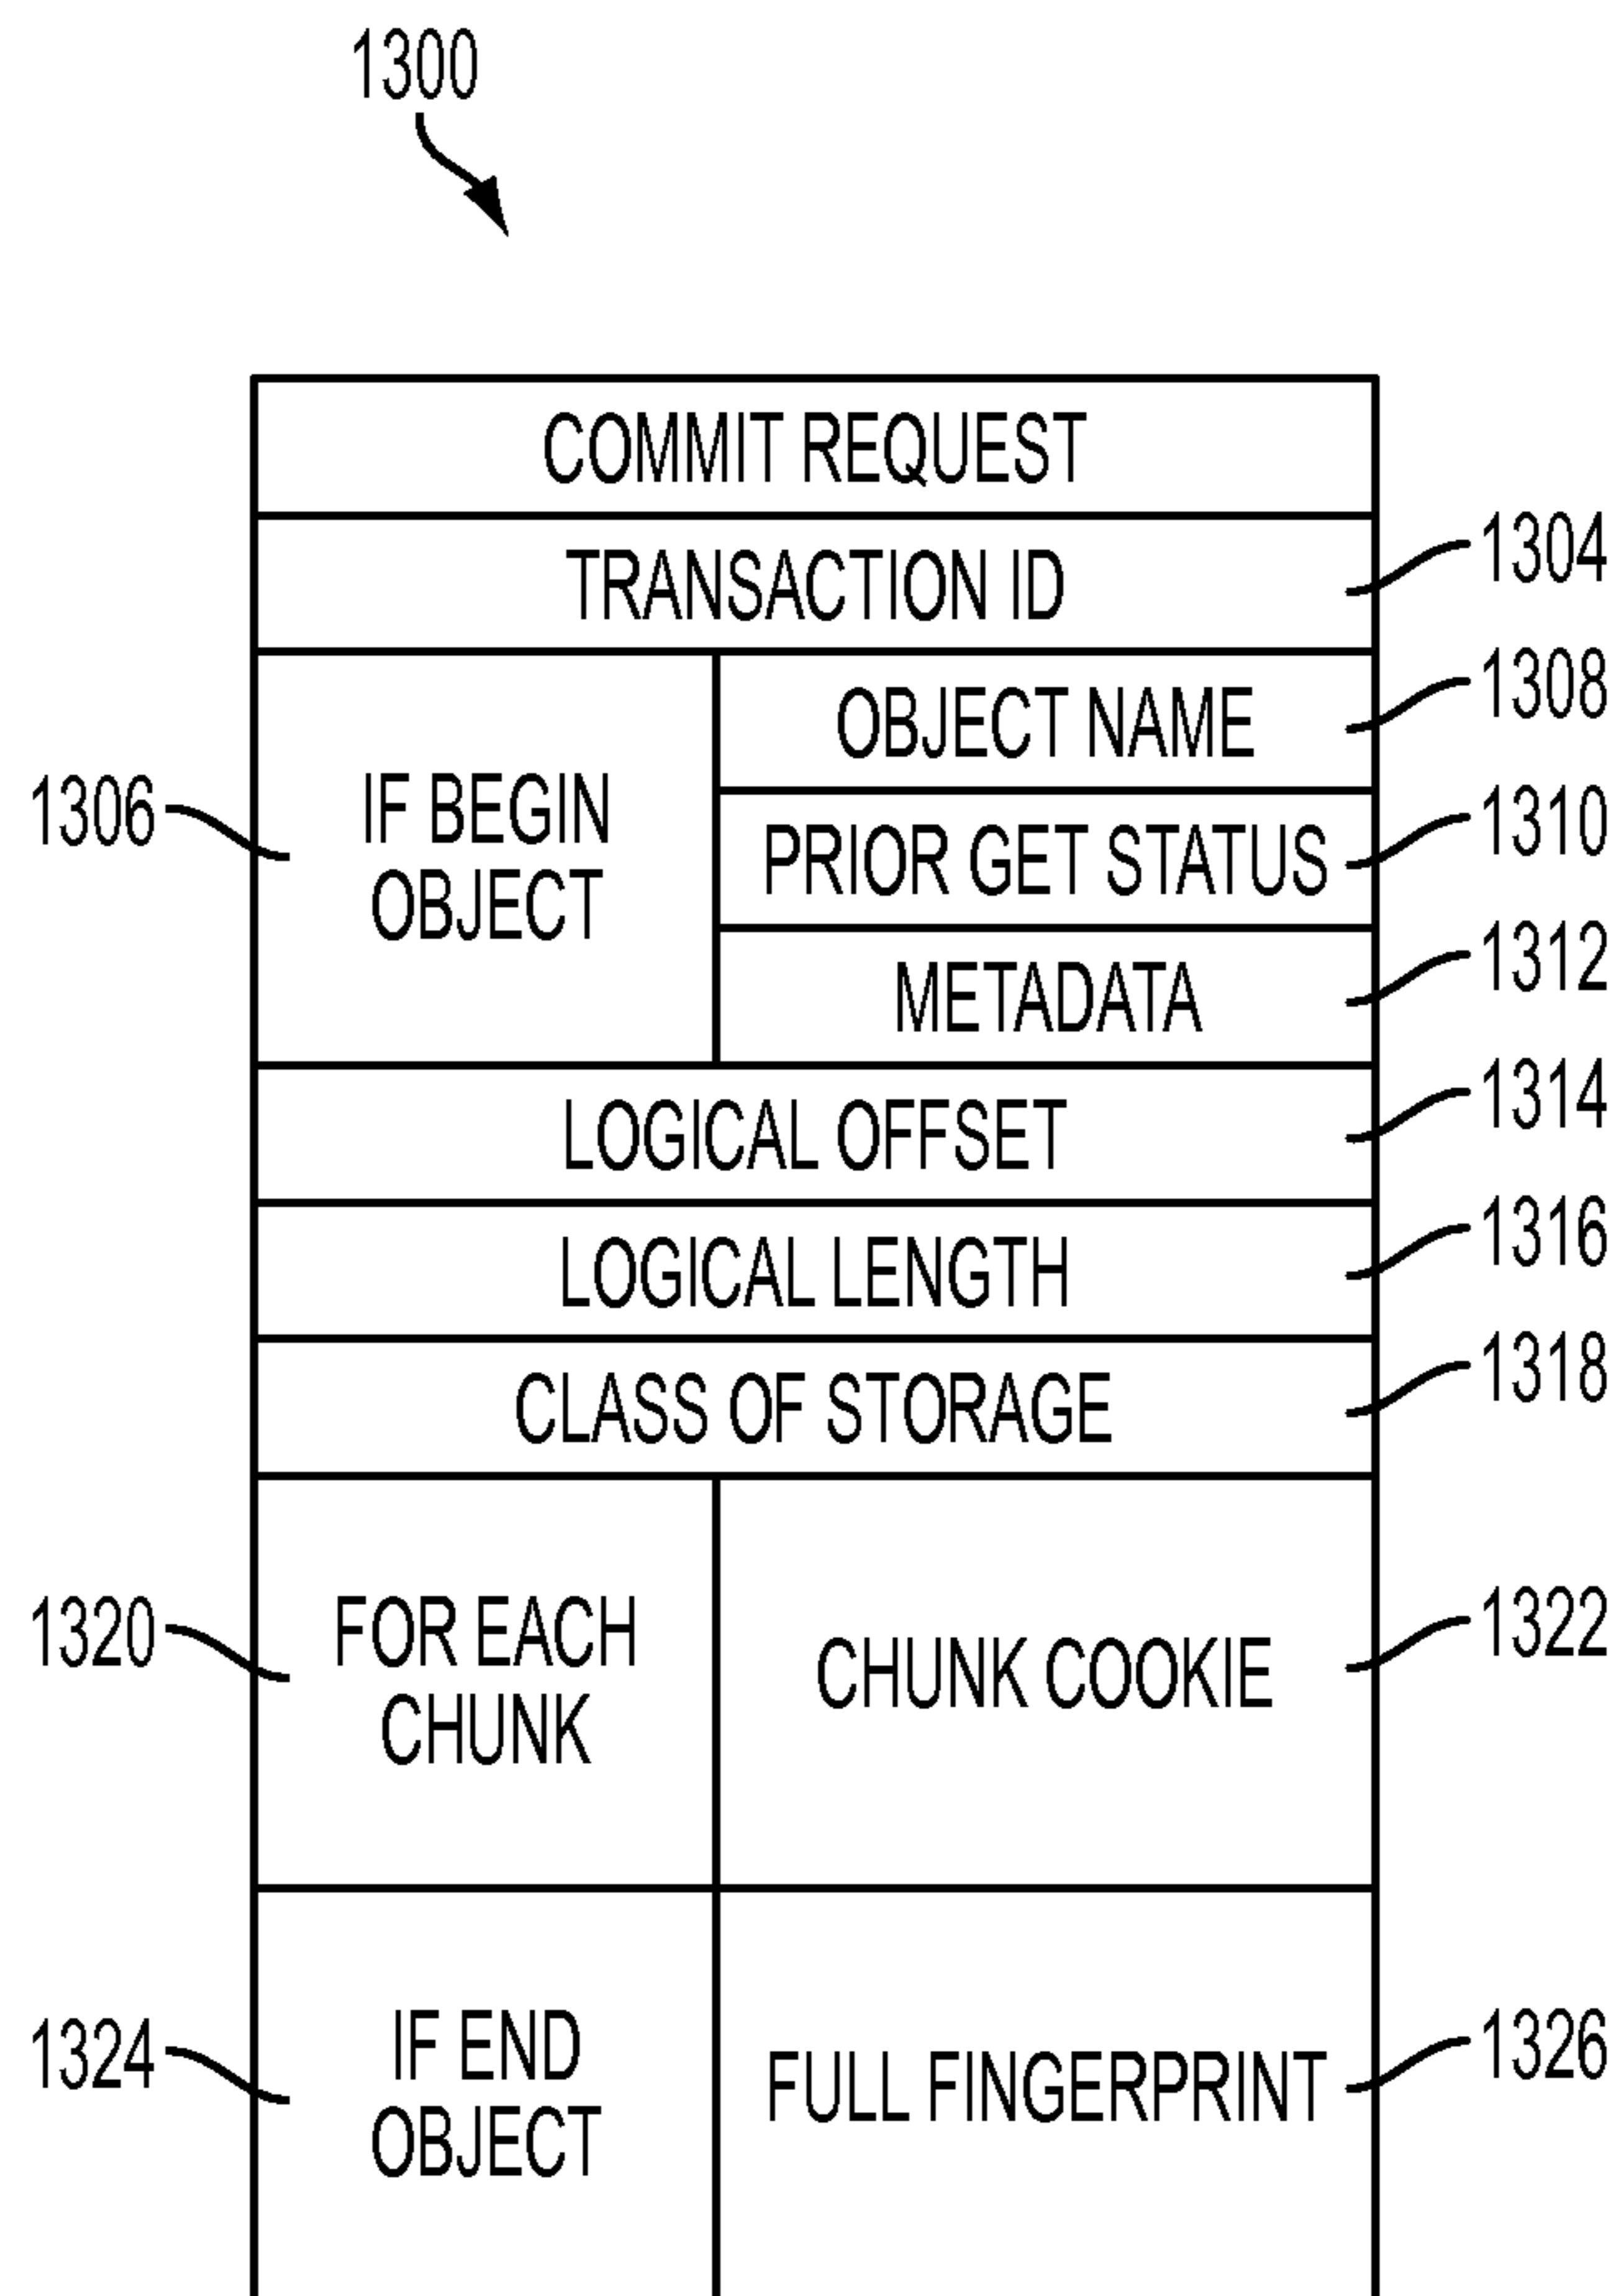 1300
COMMIT REQUEST
TRANSACTION ID
1304
OBJECT NAME
1308
1306
IF BEGIN
OBJECT
PRIOR GET STATUS
1310
METADATA
1312
LOGICAL OFFSET
1314
LOGICAL LENGTH
1316
CLASS OF STORAGE
1318
1320
FOR EACH
CHUNK
CHUNK COOKIE
1322
1324
IF END
OBJECT
FULL FINGERPRINT
1326